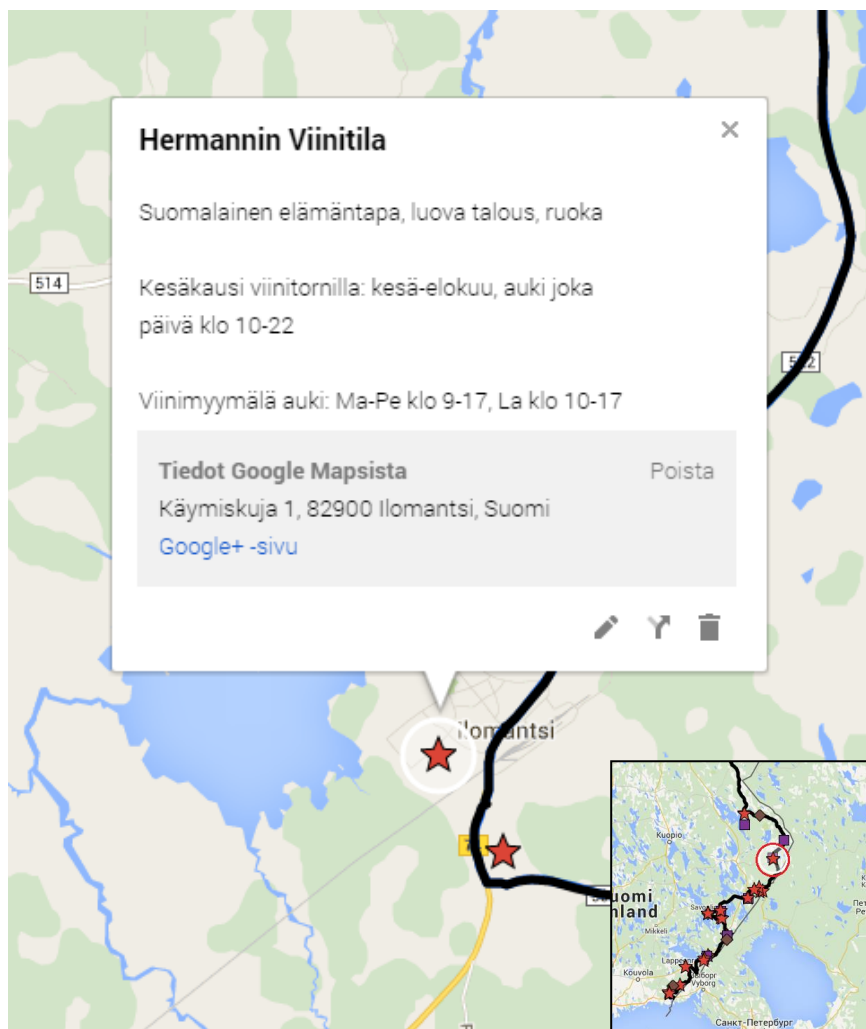 Hermannin Viinitila
Suomalainen elämäntapa, luova talous, ruoka
Kesäkausi viinitornilla: kesä-elokuu, auki joka
päivä klo 10-22
Viinimyymälä auki: Ma-Pe klo 9-17, La klo 10-17
Tiedot Google Mapsista
Poista
Käymiskuja 1, 82900 Ilomantsi, Suomi
Google+ -sivu
514
Ilomantsi
Kuopio
uomi
nland
Mikkeli
Kouvola
Vyborg
Санкт-Петербург